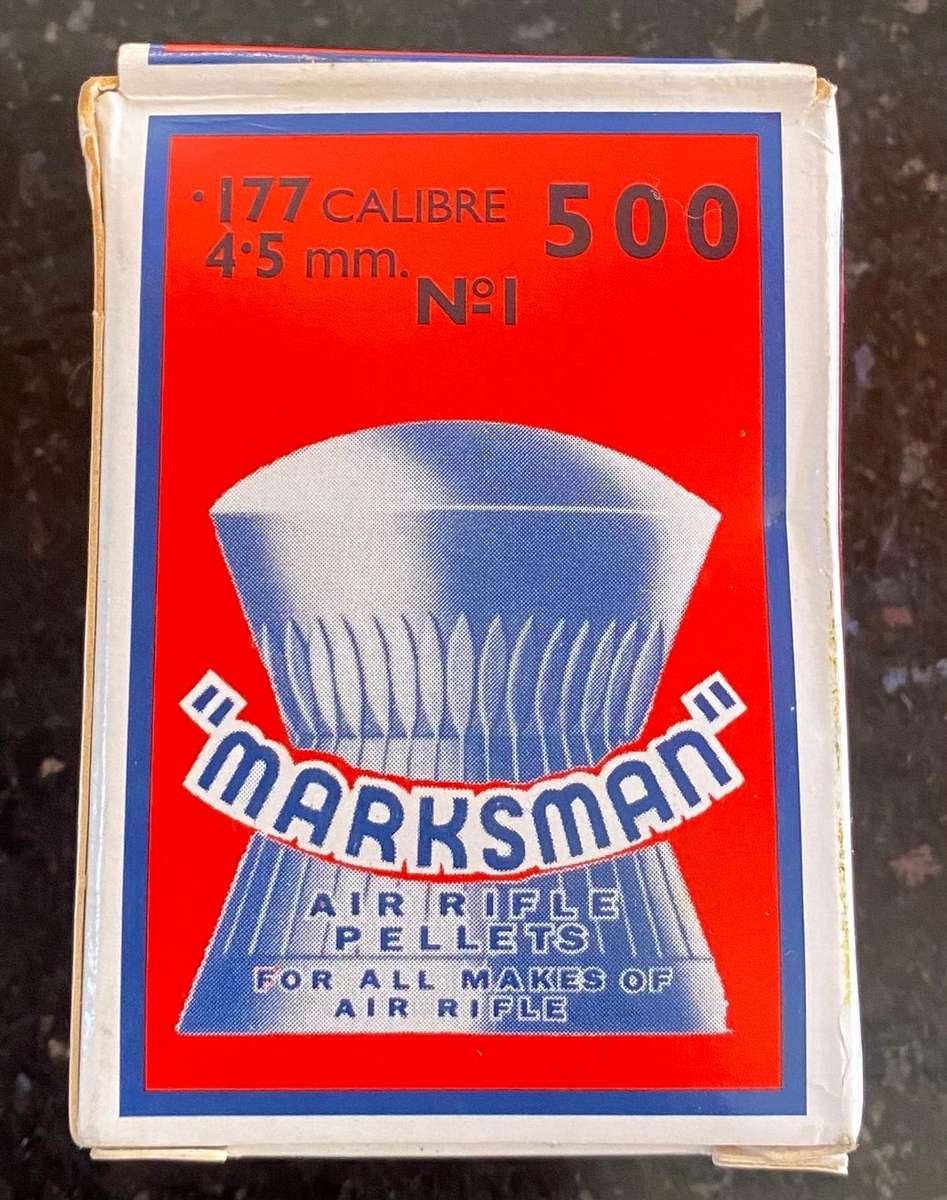 ·177 CALIBRE 500
4·5 mm.
Nº1
"MARKSMAN"
AIR RIFLE
PELLETS
FOR ALL MAKES OF
AIR RIFLE